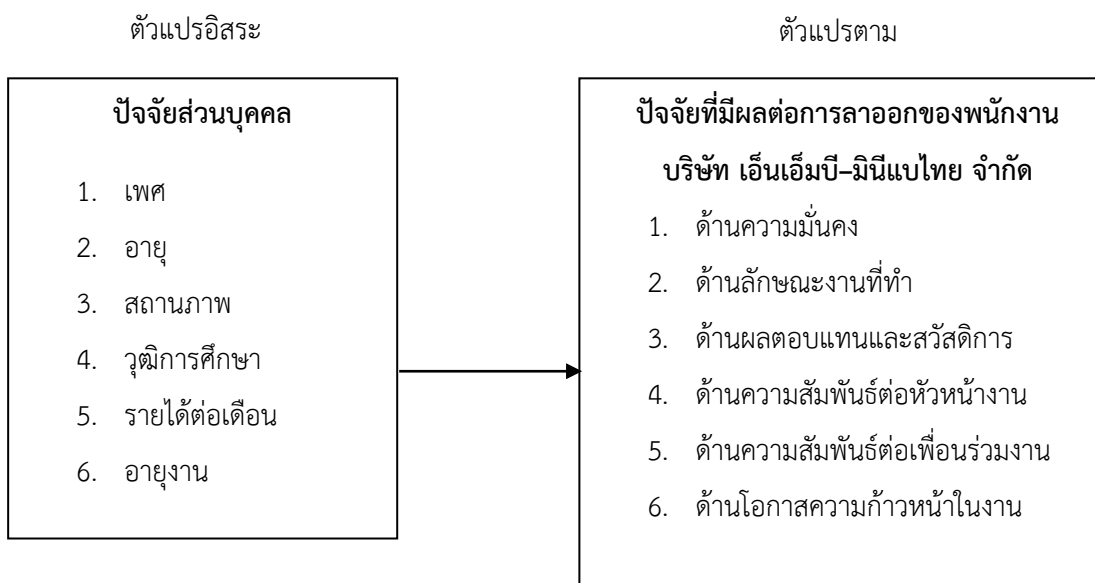 ตัวแปรอิสระ
ตัวแปรตาม
ปัจจัยส่วนบุคคล
1. เพศ
2. อายุ
3. สถานภาพ
4. วุฒิการศึกษา
5. รายได้ต่อเดือน
6. อายุงาน
ปัจจัยที่มีผลต่อการลาออกของพนักงาน
บริษัท เอ็นเอ็มบี–มินีแบไทย จำกัด
1. ด้านความมั่นคง
2. ด้านลักษณะงานที่ทำ
3. ด้านผลตอบแทนและสวัสดิการ
4. ด้านความสัมพันธ์ต่อหัวหน้างาน
5. ด้านความสัมพันธ์ต่อเพื่อนร่วมงาน
6. ด้านโอกาสความก้าวหน้าในงาน